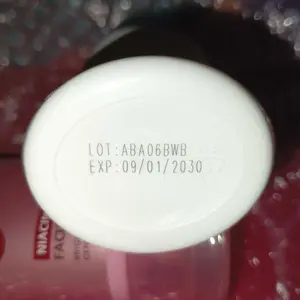 LOT:ABA06BWB
EXP:09/01/2030
NIACIN
FAC